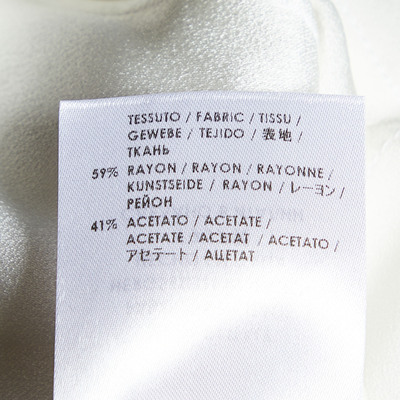 TESSUTO / FABRIC / TISSU /
GEWEBE / TEJIDO / 表地 /
ТКАНЬ
59% RAYON / RAYON / RAYONNE /
KUNSTSEIDE / RAYON / レーヨン /
РЕЙОН
41% ACETATO / ACETATE /
ACETATE / ACETAT / ACETATO /
アセテート / АЦЕТАТ